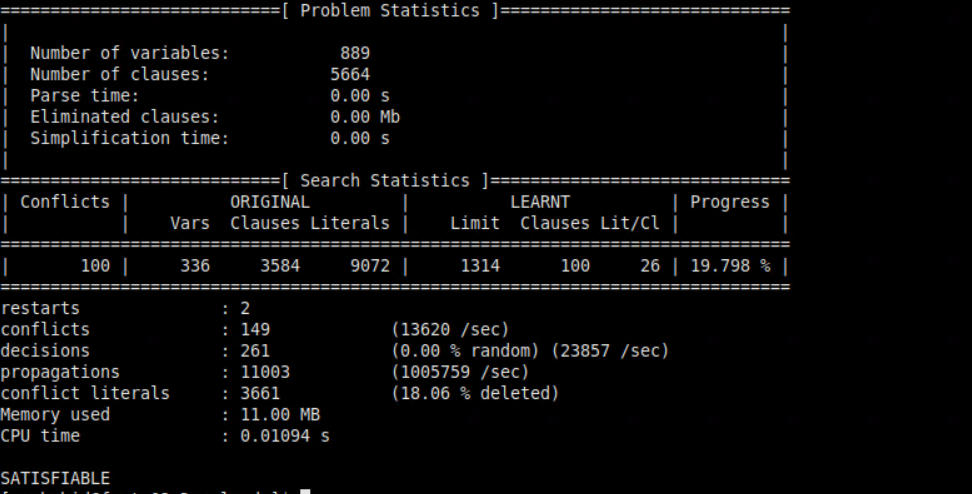 ============================[ Problem Statistics ]=============================
|                                                                             |
|  Number of variables:           889                                         |
|  Number of clauses:            5664                                         |
|  Parse time:                   0.00 s                                       |
|  Eliminated clauses:           0.00 Mb                                      |
|  Simplification time:          0.00 s                                       |
|                                                                             |
============================[ Search Statistics ]==============================
| Conflicts |          ORIGINAL         |          LEARNT          | Progress |
|           |    Vars  Clauses Literals |    Limit  Clauses Lit/Cl |          |
===============================================================================
|       100 |     336     3584     9072 |     1314      100     26 | 19.798 % |
===============================================================================
restarts              : 2
conflicts             : 149            (13620 /sec)
decisions             : 261            (0.00 % random) (23857 /sec)
propagations          : 11003          (1005759 /sec)
conflict literals     : 3661           (18.06 % deleted)
Memory used           : 11.00 MB
CPU time              : 0.01094 s
SATISFIABLE